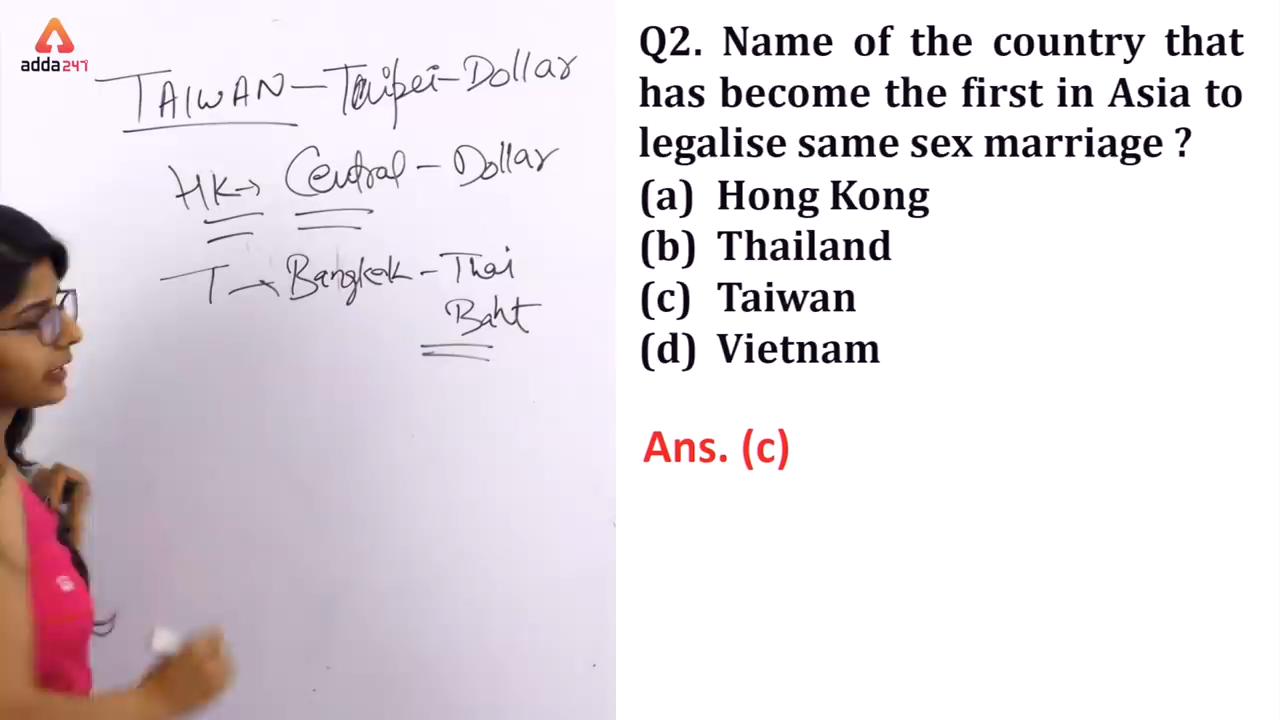 adda247
TAIWAN - Taipei - Dollar
HK → Central - Dollar
T → Bangkok - Thai
Baht
Q2. Name of the country that
has become the first in Asia to
legalise same sex marriage ?
(a) Hong Kong
(b) Thailand
(c) Taiwan
(d) Vietnam
Ans. (c)